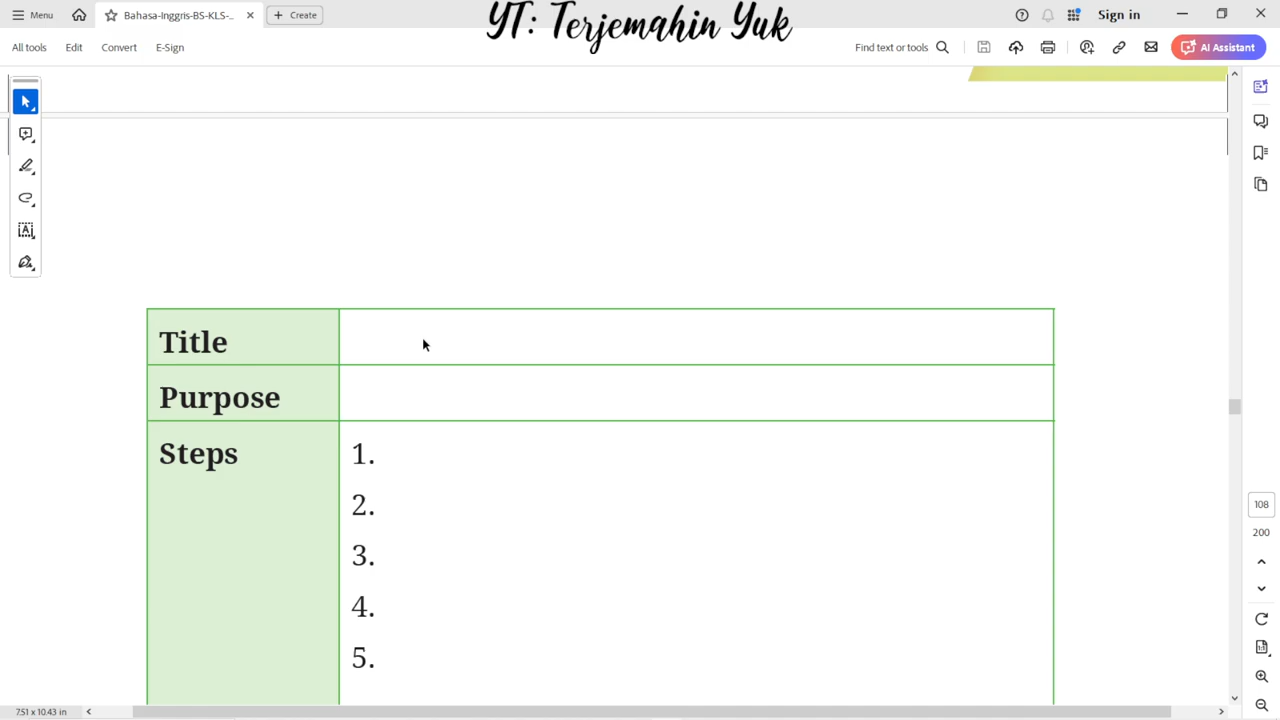 Menu
Bahasa-Inggris-BS-KLS-...
Create
YT: Terjemahin Yuk
Sign in
All tools
Edit
Convert
E-Sign
Find text or tools
AI Assistant
Title
Purpose
Steps
1.
2.
3.
4.
5.
108
200
7.51 x 10.43 in